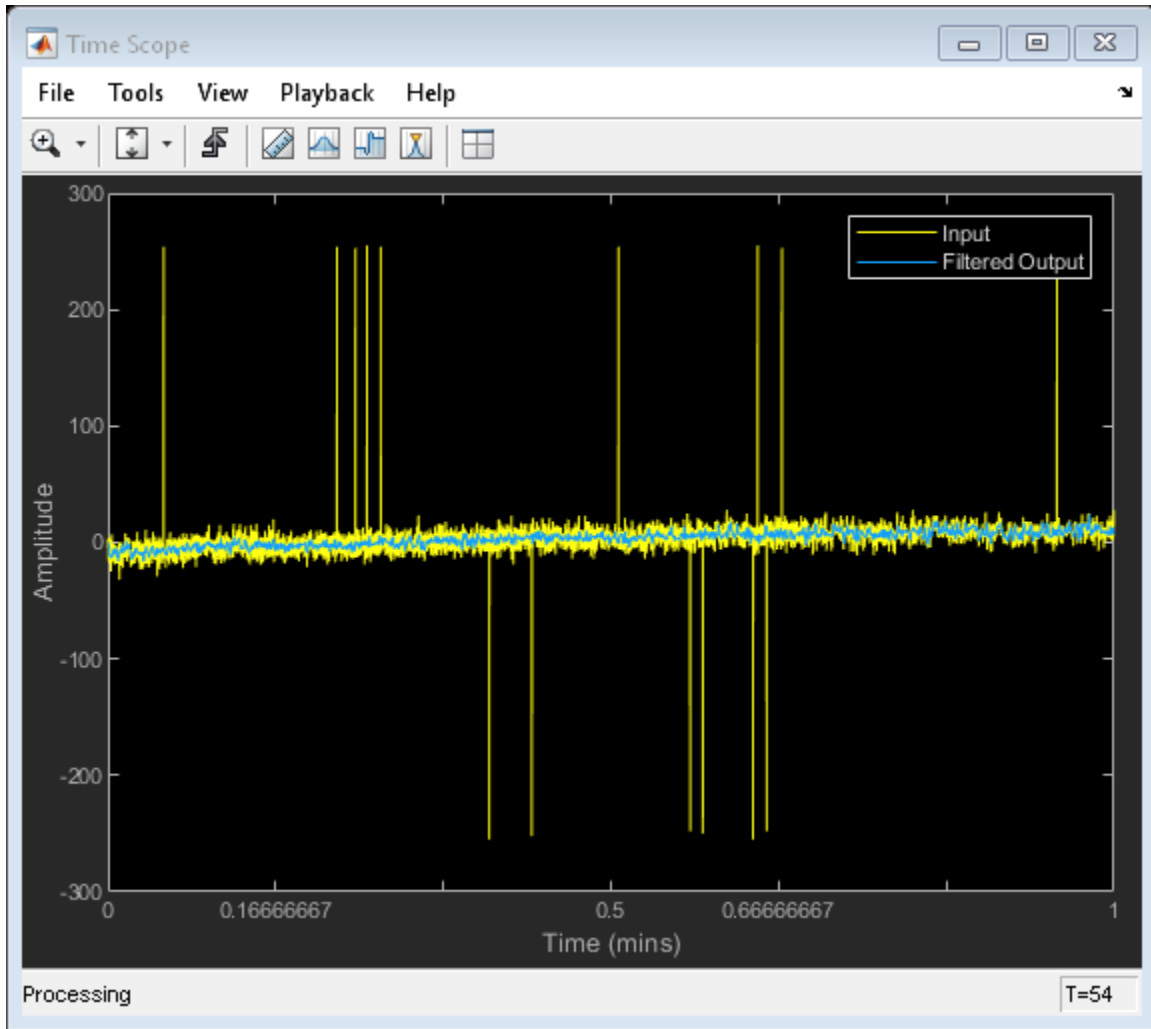 Time Scope
File Tools View Playback Help
300
Input
Filtered Output
200
100
0
-100
-200
-300
Amplitude
0 0.16666667 0.5 0.66666667 1
Time (mins)
Processing T=54